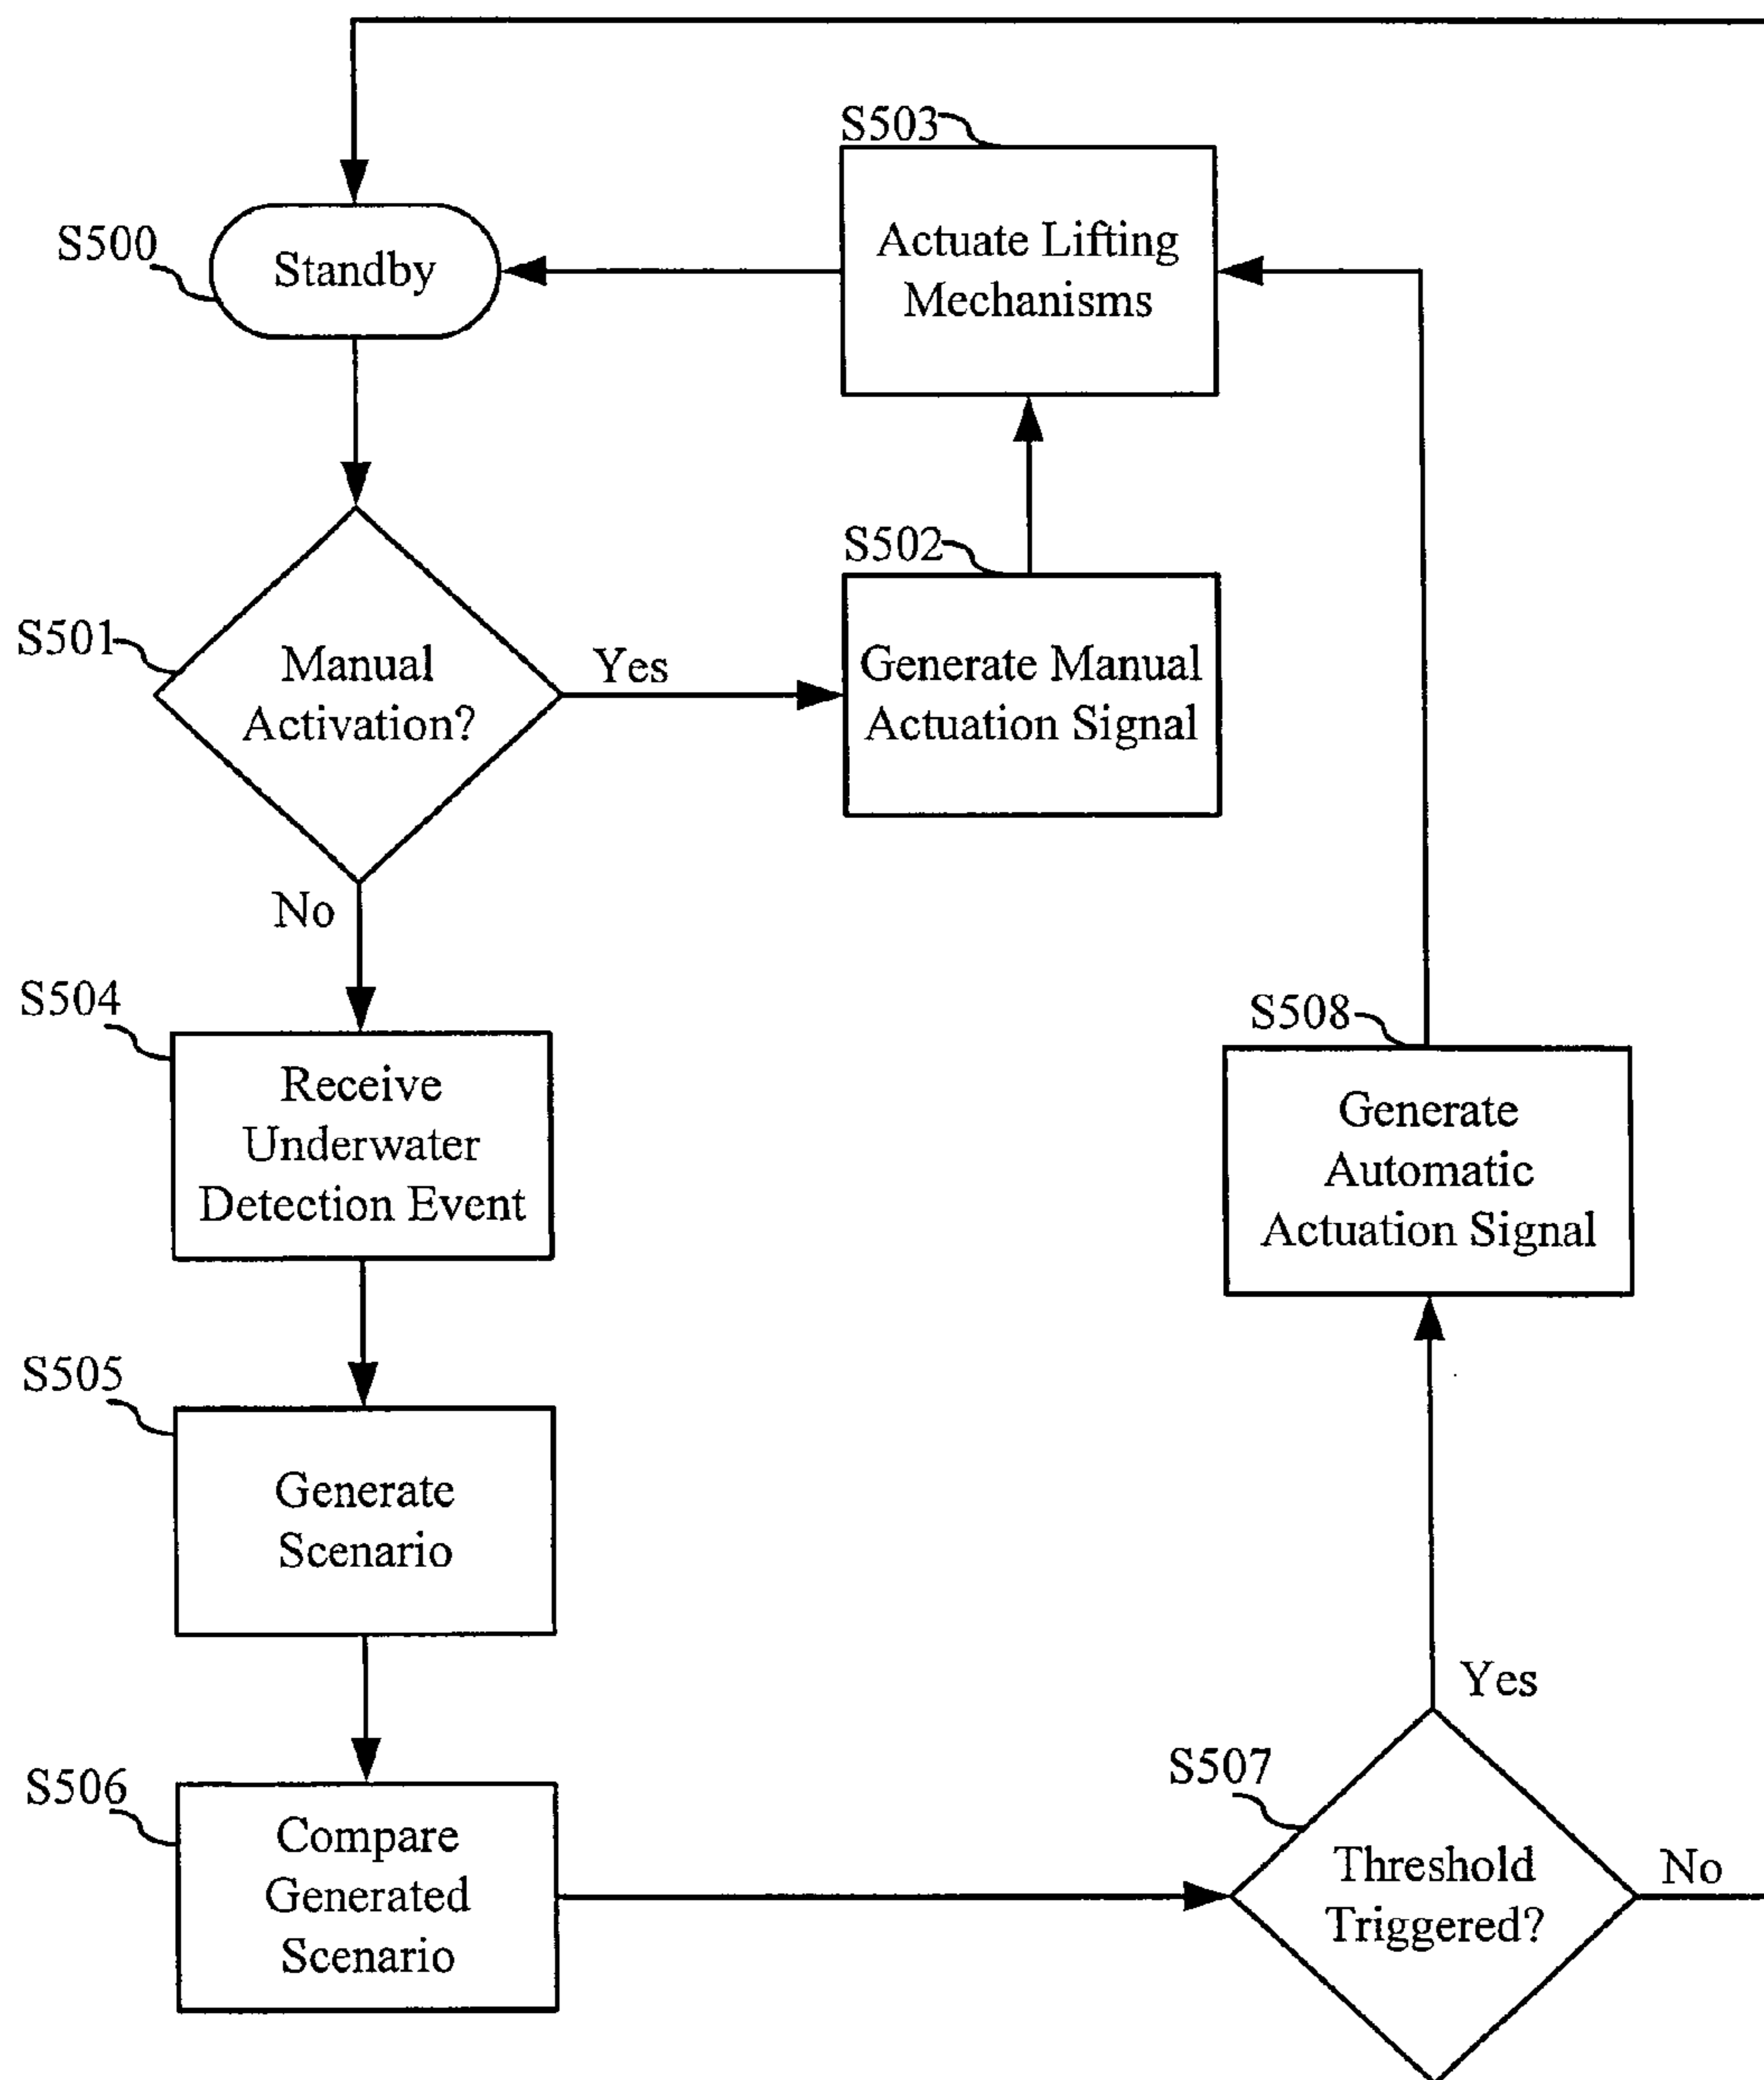 S503
Actuate Lifting
Mechanisms
S500
Standby
S502
Generate Manual
Actuation Signal
S501
Manual
Activation?
Yes
No
S504
Receive
Underwater
Detection Event
S508
Generate
Automatic
Actuation Signal
S505
Generate
Scenario
Yes
S506
Compare
Generated
Scenario
S507
Threshold
Triggered?
No